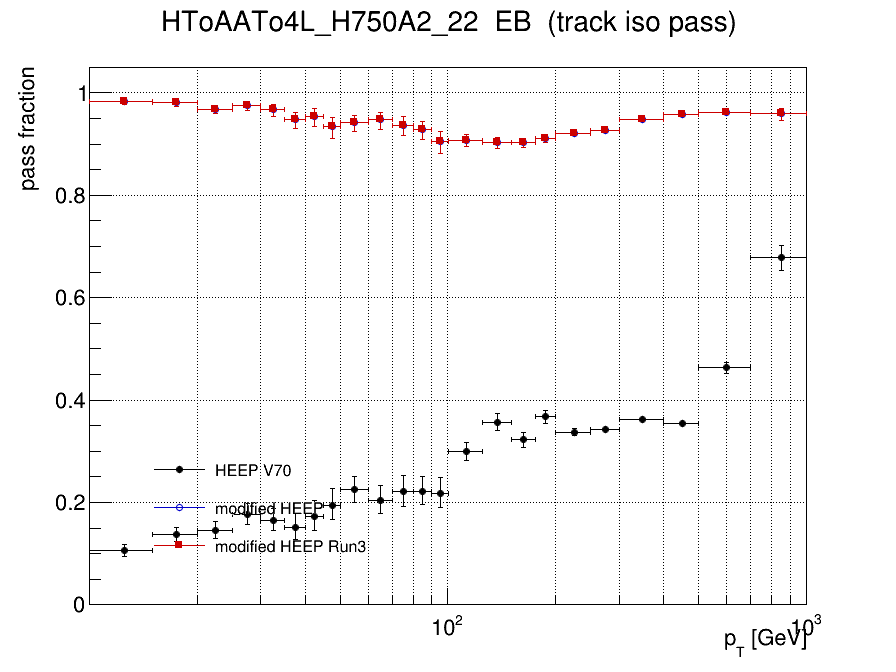 HToAATo4L_H750A2_22 EB (track iso pass)
pass fraction
1
0.8
0.6
0.4
0.2
0
HEEP V70
modified HEEP
modified HEEP Run3
10²
10³
p_T [GeV]